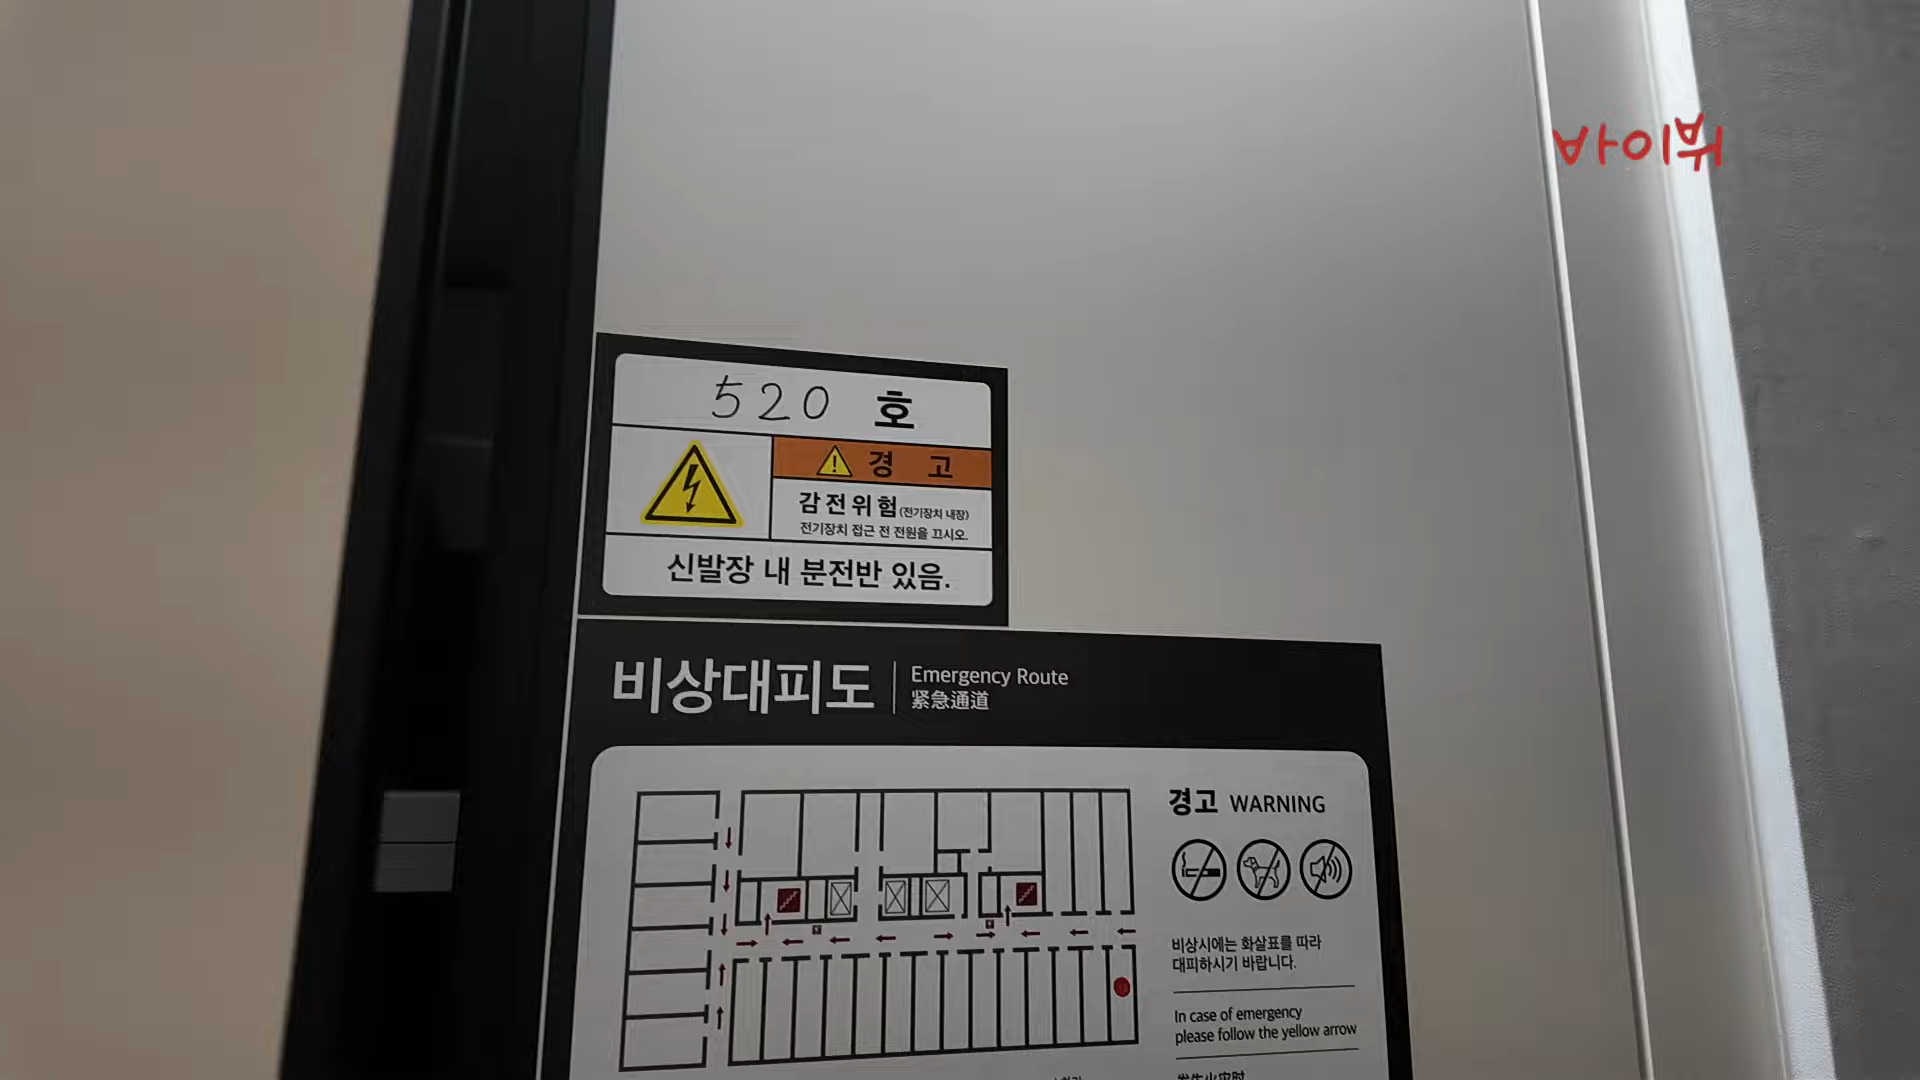 바이뷰
520 호
경 고
감전위험(전기장치 내장)
전기장치 접근 전 전원을 끄시오.
신발장 내 분전반 있음.
비상대피도
Emergency Route
紧急通道
경고 WARNING
비상시에는 화살표를 따라
대피하시기 바랍니다.
In case of emergency
please follow the yellow arrow